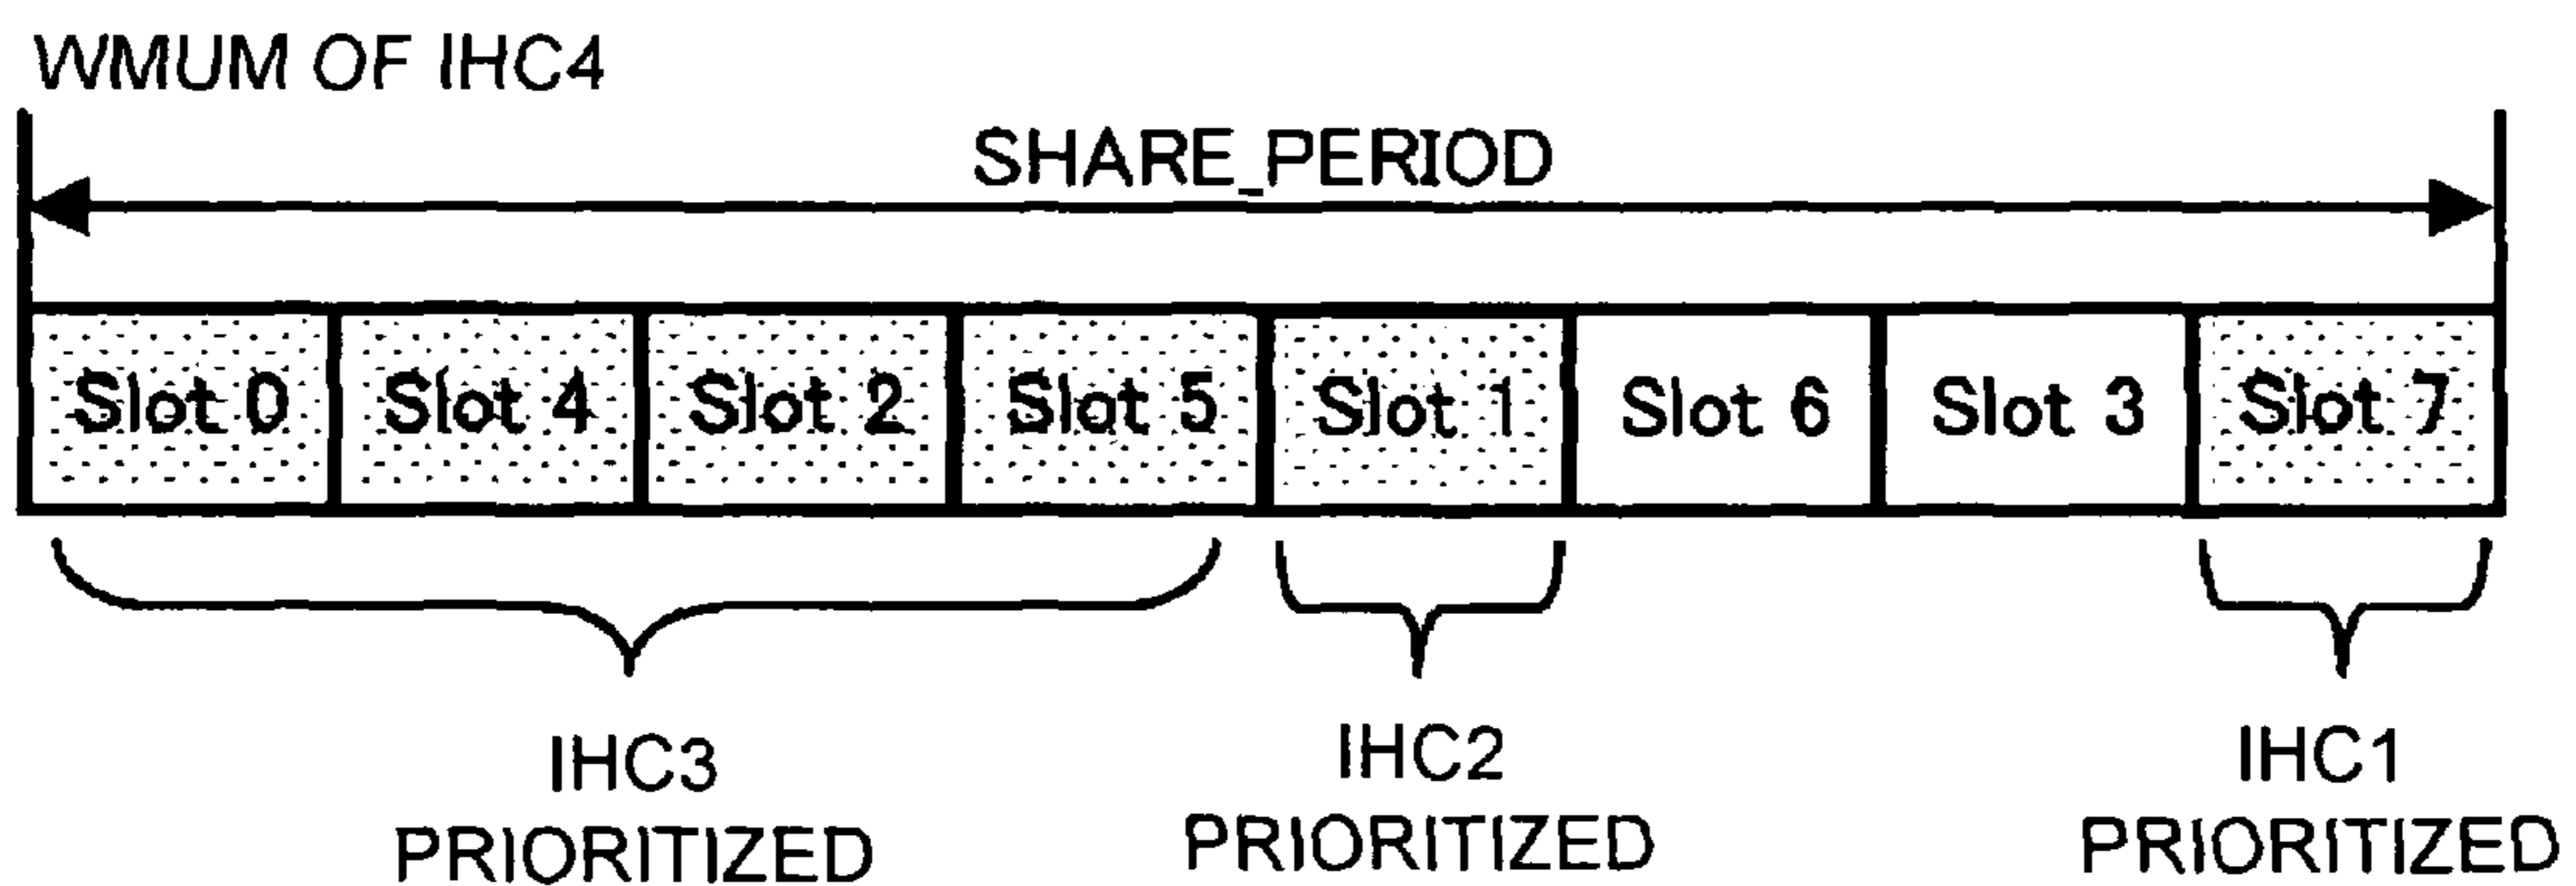 WMUM OF IHC4
SHARE_PERIOD
Slot 0 Slot 4 Slot 2 Slot 5 Slot 1 Slot 6 Slot 3 Slot 7
IHC3 IHC2 IHC1
PRIORITIZED PRIORITIZED PRIORITIZED